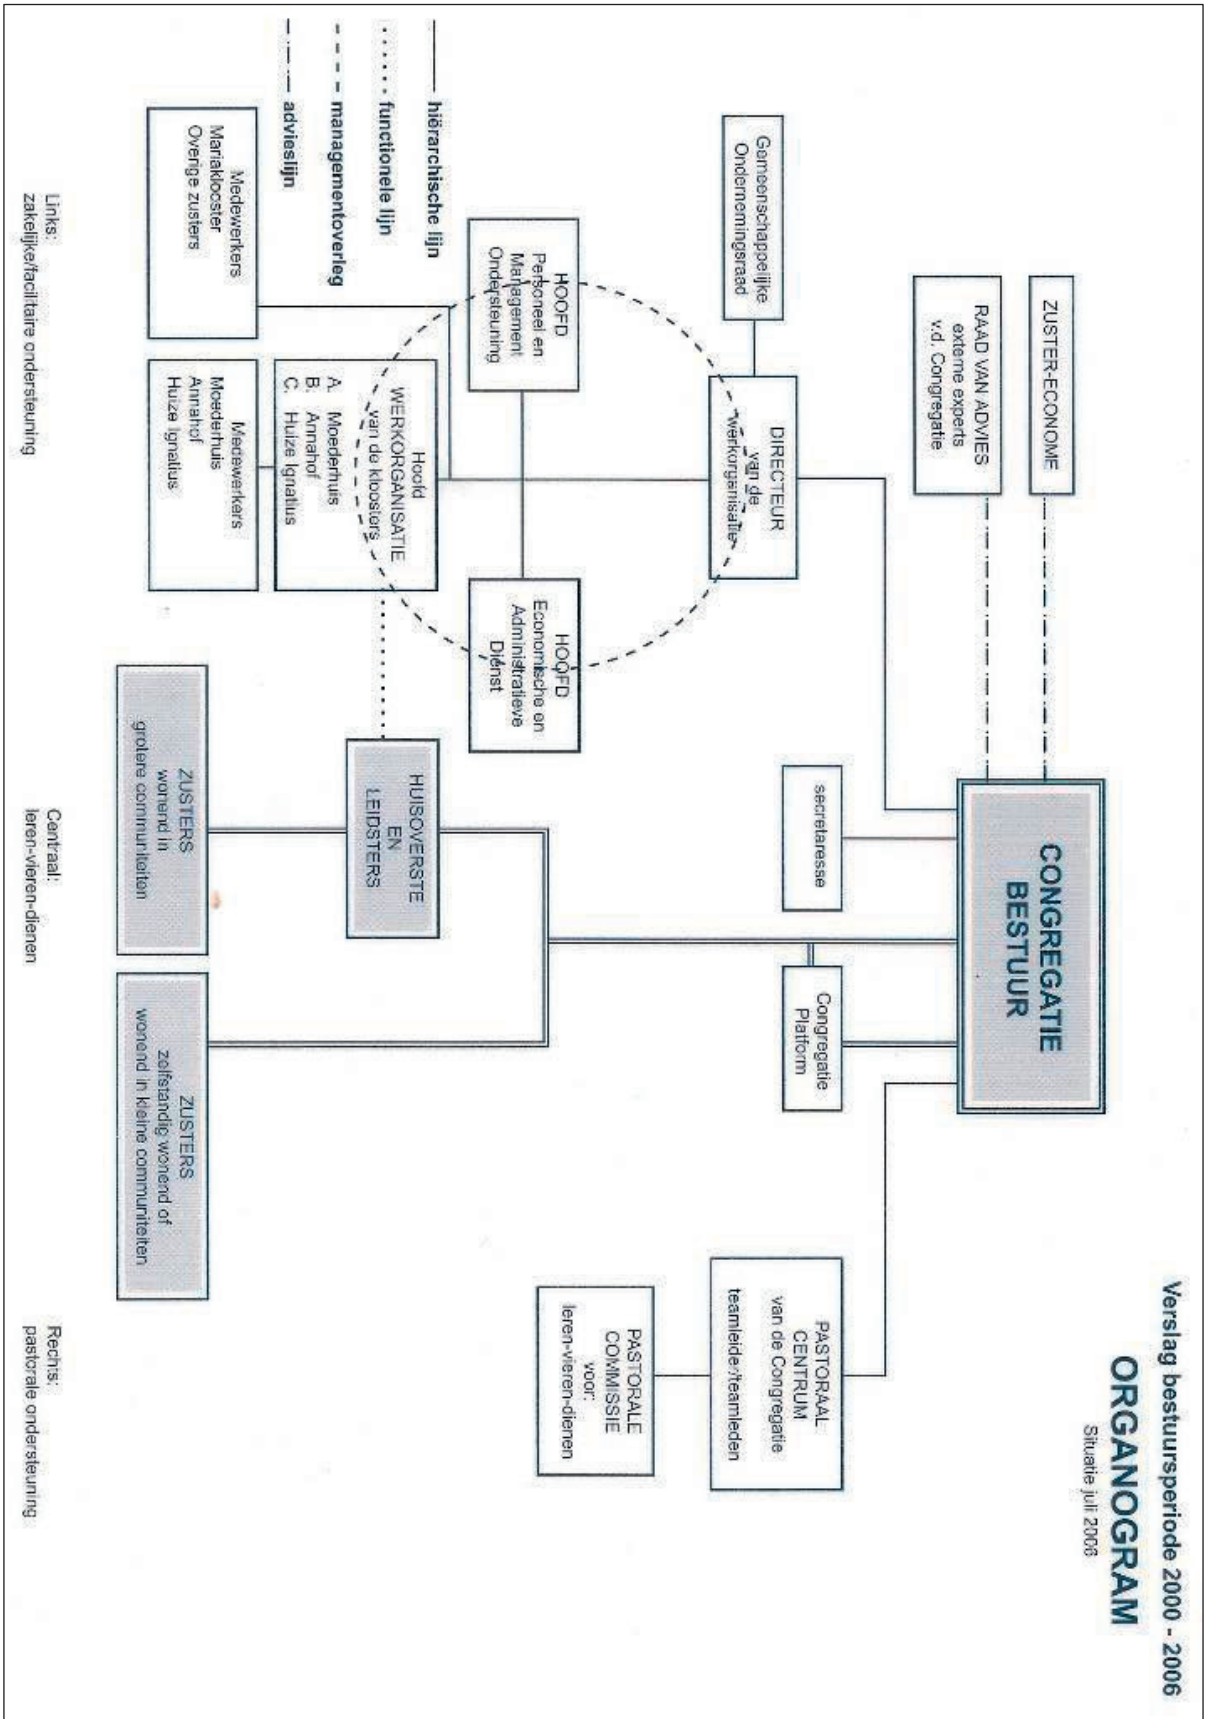 Verslag bestuursperiode 2000 - 2006
ORGANOGRAM
Situatie juli 2006
CONGREGATIE
BESTUUR
ZUSTER-ECONOME
RAAD VAN ADVIES
externe experts
v.d. Congregatie
secretaresse
Congregatie
Platform
Gemeenschappelijke
Ondernemingsraad
DIRECTEUR
van de
werkorganisatie
PASTORAAL
CENTRUM
van de Congregatie
teamleider/teamleden
HOOFD
Personeel en
Management
Ondersteuning
HOOFD
Economische en
Administratieve
Dienst
PASTORALE
COMMISSIE
voor:
leren-vieren-dienen
hiërarchische lijn
functionele lijn
managementoverleg
advieslijn
Hoofd
WERKORGANISATIE
van de kloosters
A. Moederhuis
B. Annahof
C. Huize Ignatius
HUISOVERSTE
EN
LEIDSTERS
Medewerkers
Mariaklooster
Overige zusters
Medewerkers
Moederhuis
Annahof
Huize Ignatius
ZUSTERS
wonend in
grotere communiteiten
ZUSTERS
zelfstandig wonend of
wonend in kleine communiteiten
Links:
zakelijke/facilitaire ondersteuning
Centraal:
leren-vieren-dienen
Rechts:
pastorale ondersteuning